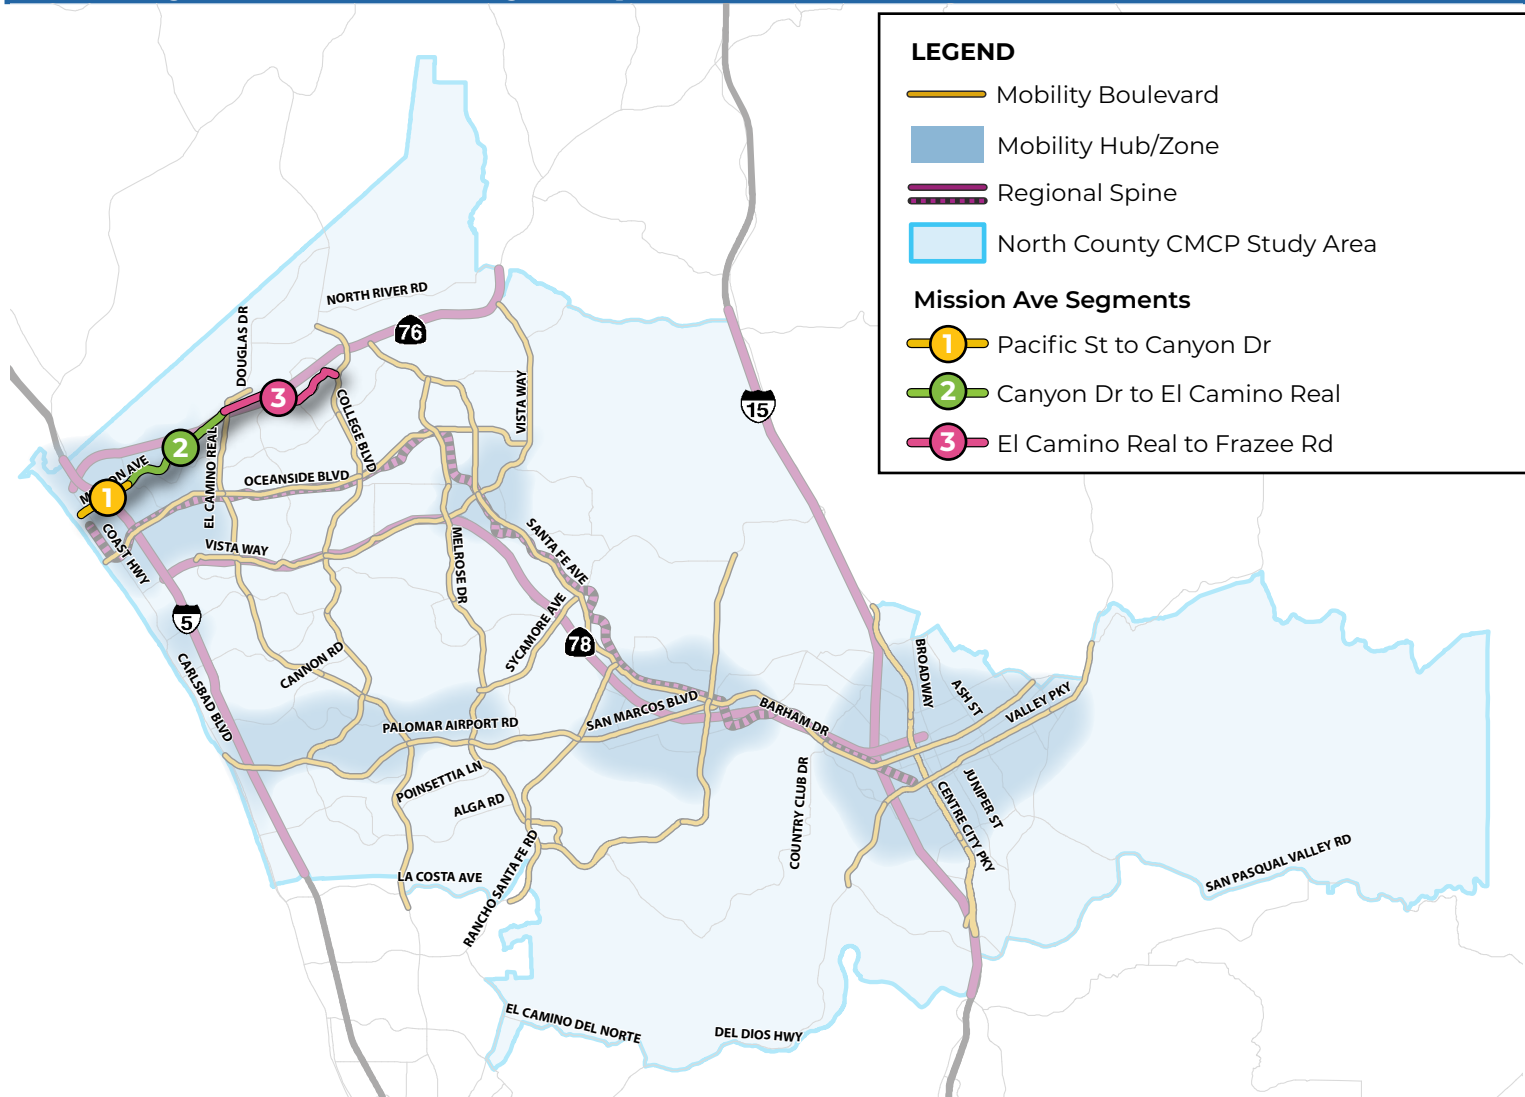 LEGEND
Mobility Boulevard
Mobility Hub/Zone
Regional Spine
North County CMCP Study Area
Mission Ave Segments
1 Pacific St to Canyon Dr
2 Canyon Dr to El Camino Real
3 El Camino Real to Frazee Rd
NORTH RIVER RD
76
DOUGLAS DR
3
15
VISTA WAY
COLLEGE BLVD
2
EL CAMINO REAL
OCEANSIDE BLVD
1
COAST HWY
VISTA WAY
MELROSE DR
SANTA FE AVE
5
SYCAMORE AVE
78
CANNON RD
CARLSBAD BLVD
PALOMAR AIRPORT RD
SAN MARCOS BLVD
BARHAM DR
BROADWAY
ASH ST
VALLEY PKY
POINSETTIA LN
ALGA RD
COUNTRY CLUB DR
JUNIPER ST
CENTRE CITY PKY
LA COSTA AVE
RANCHO SANTA FE RD
SAN PASQUAL VALLEY RD
EL CAMINO DEL NORTE
DEL DIOS HWY